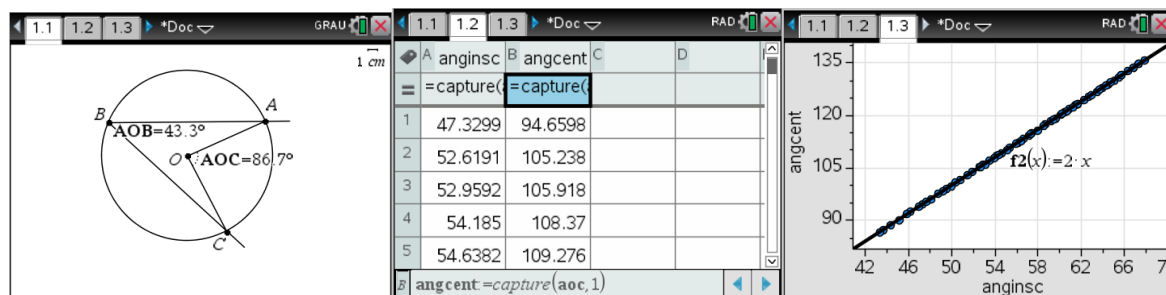 1.1 1.2 1.3 *Doc GRAU
1 cm
B
A
AOB=43.3°
O AOC=86.7°
C
1.1 1.2 1.3 *Doc RAD
A anginsc B angcent C D
= =capture( =capture(
1 47.3299 94.6598
2 52.6191 105.238
3 52.9592 105.918
4 54.185 108.37
5 54.6382 109.276
B angcent:=capture(aoc,1)
1.1 1.2 1.3 *Doc RAD
135
120
105
90
angcent
f2(x):=2·x
42 46 50 54 58 62 66
anginsc